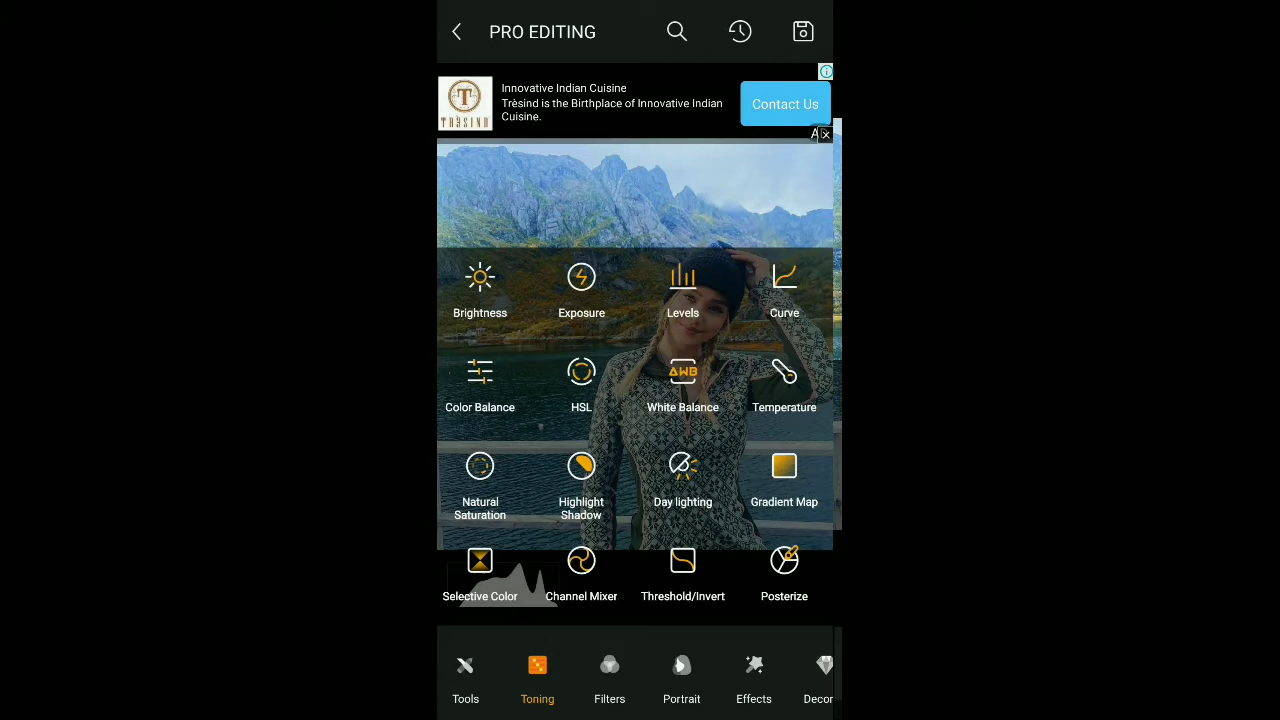 PRO EDITING
Innovative Indian Cuisine
Trèsind is the Birthplace of Innovative Indian
Cuisine.
Contact Us
TRÈSIND
Brightness
Exposure
Levels
Curve
AWB
Color Balance
HSL
White Balance
Temperature
Natural
Saturation
Highlight
Shadow
Day lighting
Gradient Map
Selective Color
Channel Mixer
Threshold/Invert
Posterize
Tools
Toning
Filters
Portrait
Effects
Decor